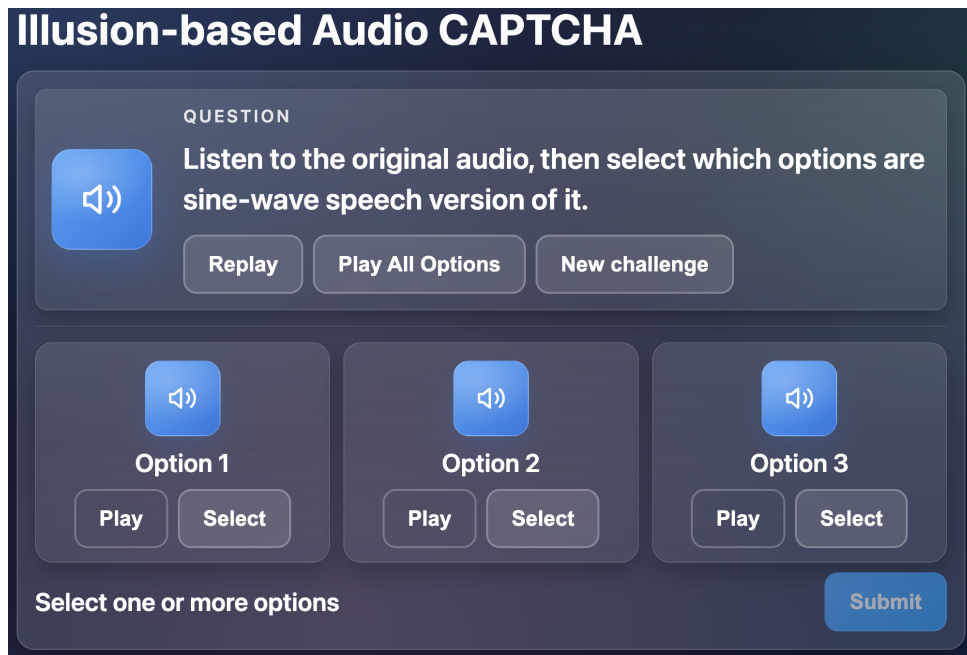 Illusion-based Audio CAPTCHA
QUESTION
Listen to the original audio, then select which options are
sine-wave speech version of it.
Replay
Play All Options
New challenge
Option 1
Play
Select
Option 2
Play
Select
Option 3
Play
Select
Select one or more options
Submit